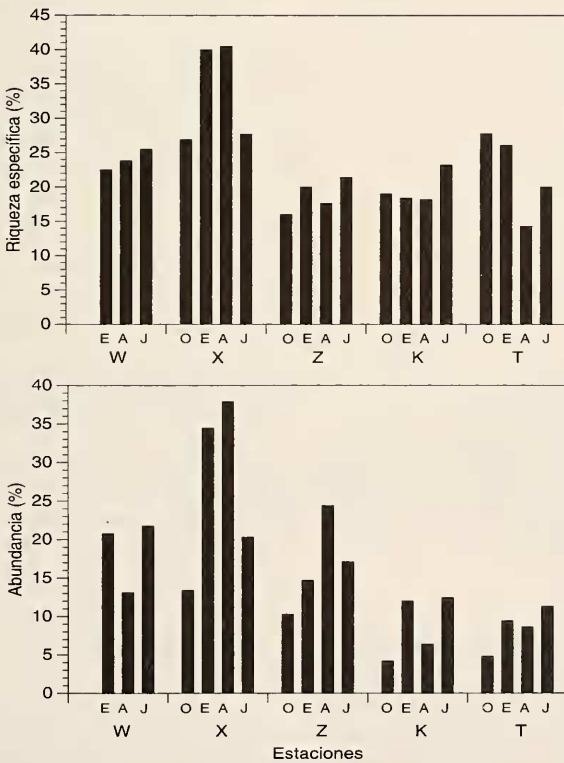 Riqueza específica (%)
45
40
35
30
25
20
15
10
5
0
E A J O E A J O E A J O E A J O E A J
W X Z K T
Abundancia (%)
40
35
30
25
20
15
10
5
0
E A J O E A J O E A J O E A J O E A J
W X Z K T
Estaciones